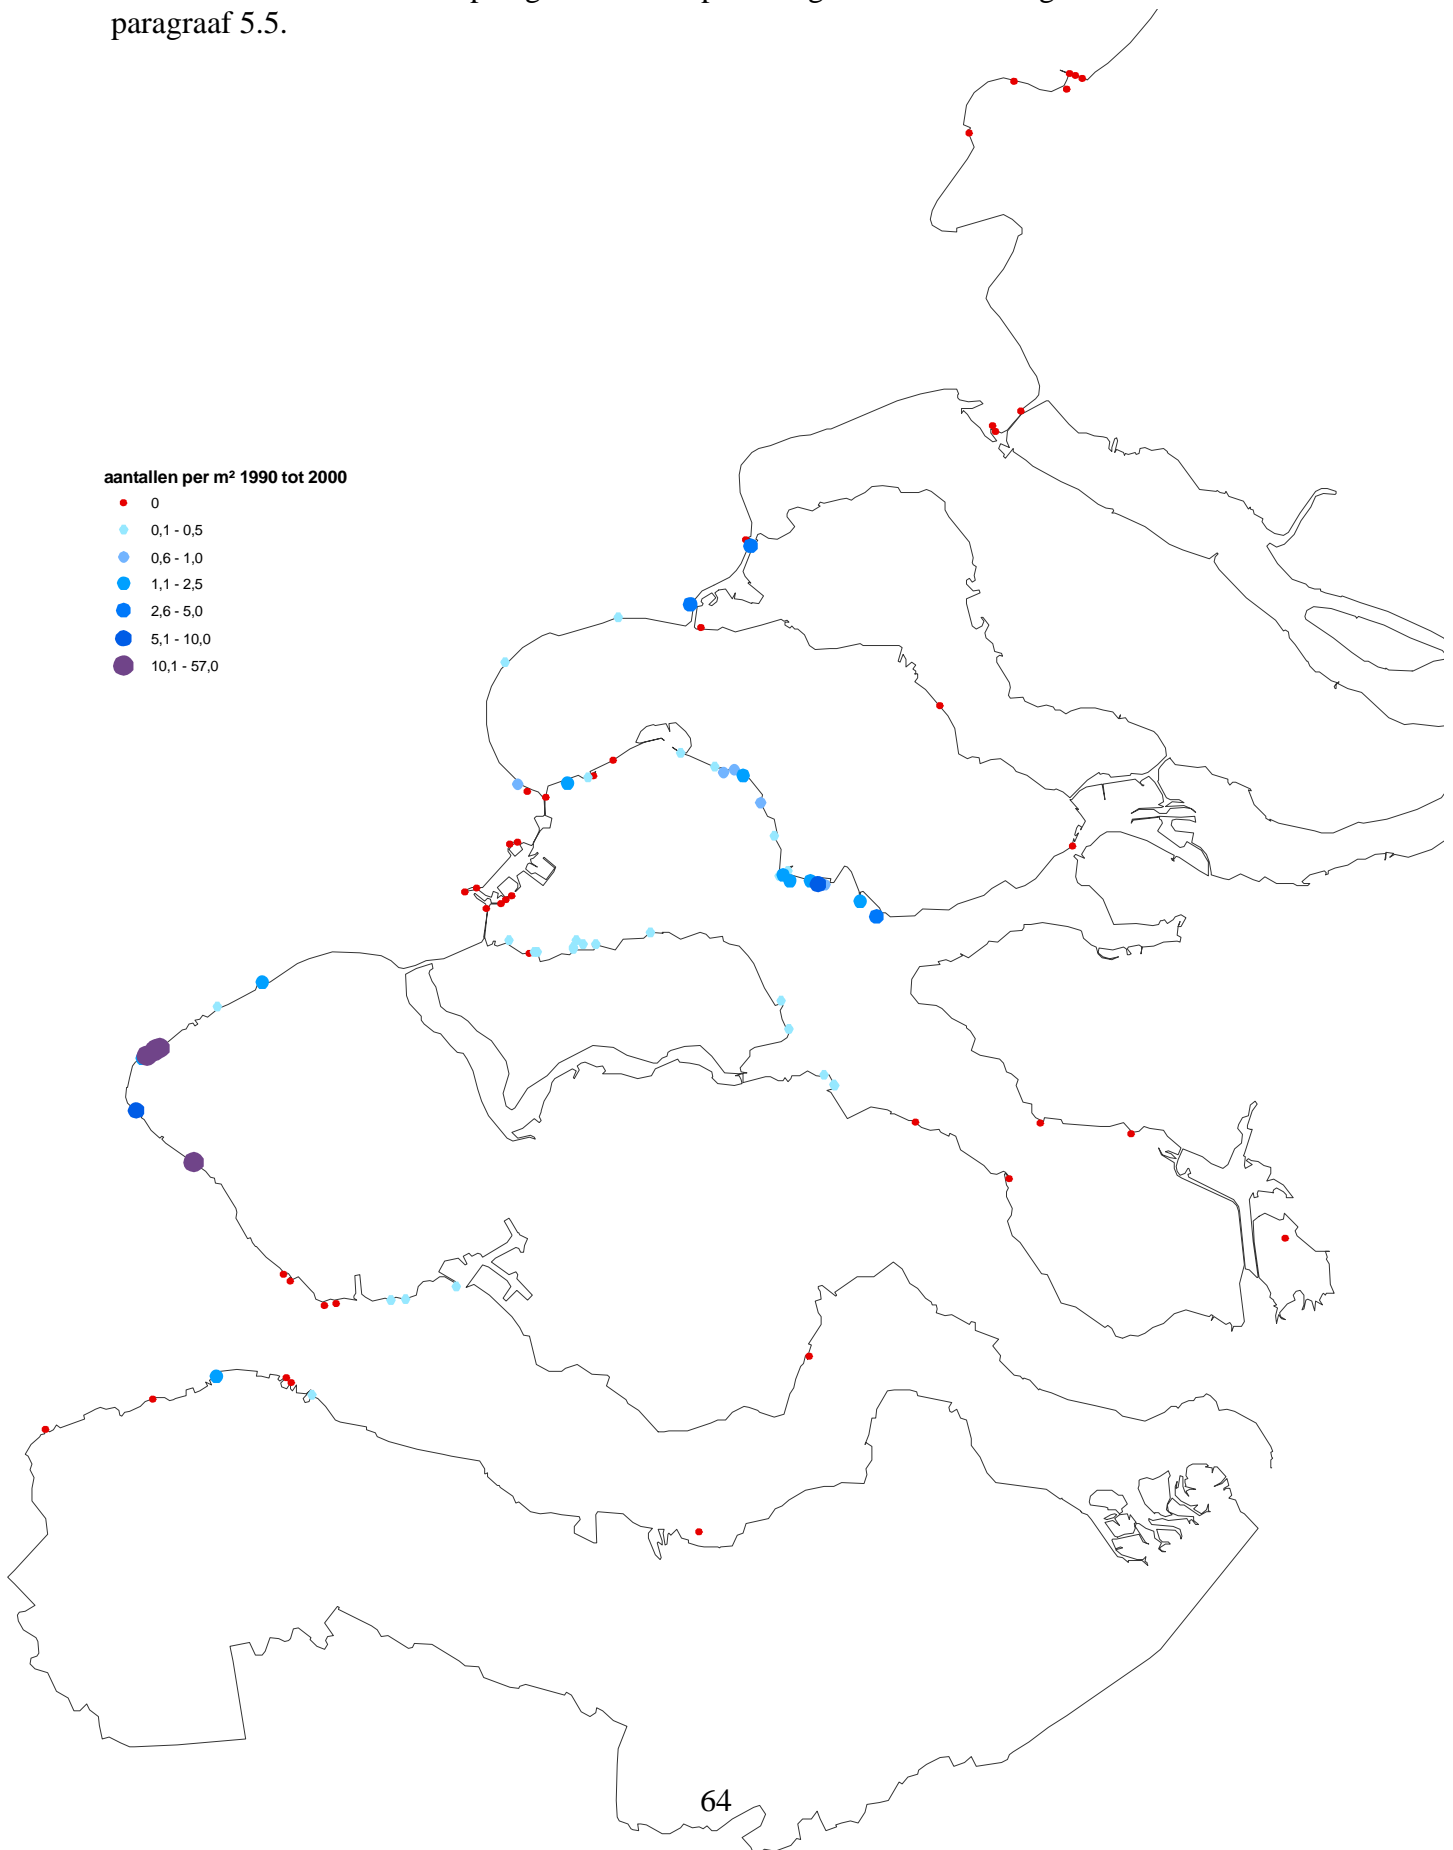 paragraaf 5.5.
aantallen per m² 1990 tot 2000
0
0,1 - 0,5
0,6 - 1,0
1,1 - 2,5
2,6 - 5,0
5,1 - 10,0
10,1 - 57,0
64